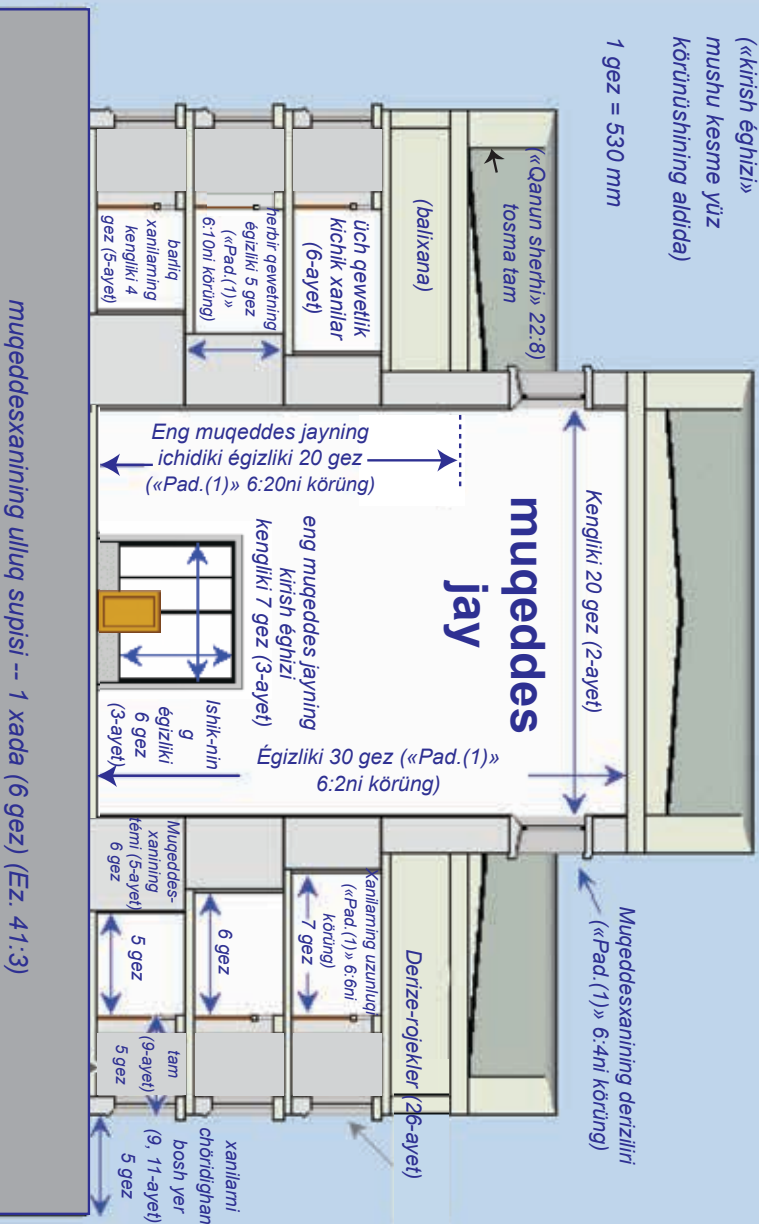 («kirish éghizi»
mushu kesme yüz
körünüshining aldida)
1 gez = 530 mm
(«Qanun sherhi» 22:8)
tosma tam
(balixana)
üch qewetlik
kichik xanilar
(6-ayet)
herbir qewetning
égizliki 5 gez
(«Pad.(1)»
6:10ni körüng)
barliq
xanilarning
kengliki 4
gez (5-ayet)
Kengliki 20 gez (2-ayet)
muqeddes
jay
Eng muqeddes jayning
ichidiki égizliki 20 gez
(«Pad.(1)» 6:20ni körüng)
eng muqeddes jayning
kirish éghizi
kengliki 7 gez (3-ayet)
Ishik-nin
g
égizliki
6 gez
(3-ayet)
Égizliki 30 gez («Pad.(1)»
6:2ni körüng)
Muqeddesxanining deriziliri
(«Pad.(1)» 6:4ni körüng)
Derize-rojekler (26-ayet)
Xanilarning uzunluqi
(«Pad.(1)» 6:6ni
körüng)
7 gez
6 gez
Muqeddes-
xanining
témi (5-ayet)
6 gez
5 gez
tam
(9-ayet)
5 gez
xanilarni
chöridighan
bosh yer
(9, 11-ayet)
5 gez
muqeddesxanining ulluq supisi -- 1 xada (6 gez) (Ez. 41:3)